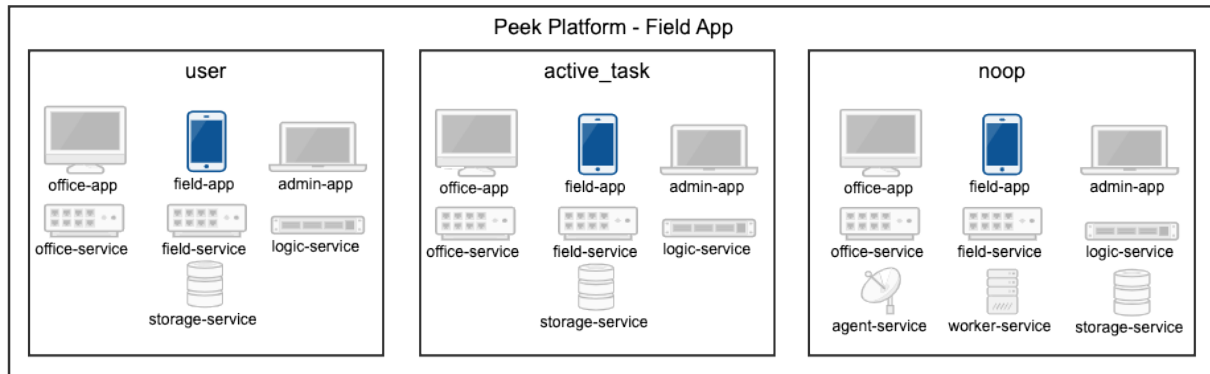 Peek Platform - Field App
user
active_task
noop
office-app
field-app
admin-app
office-app
field-app
admin-app
office-app
field-app
admin-app
office-service
field-service
logic-service
office-service
field-service
logic-service
office-service
field-service
logic-service
storage-service
storage-service
agent-service
worker-service
storage-service